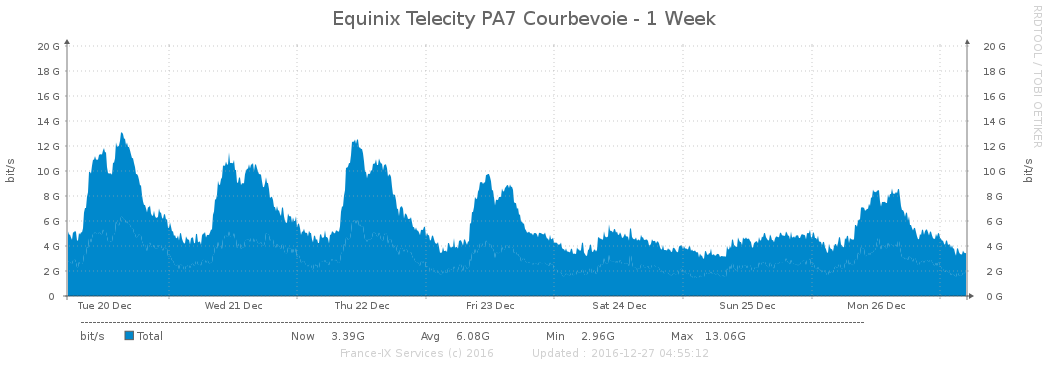 Equinix Telecity PA7 Courbevoie - 1 Week
RRDTOOL / TOBI OETIKER
bit/s
bit/s
20 G 20 G
18 G 18 G
16 G 16 G
14 G 14 G
12 G 12 G
10 G 10 G
8 G 8 G
6 G 6 G
4 G 4 G
2 G 2 G
0 0 G
Tue 20 Dec Wed 21 Dec Thu 22 Dec Fri 23 Dec Sat 24 Dec Sun 25 Dec Mon 26 Dec
bit/s Total Now 3.39G Avg 6.08G Min 2.96G Max 13.06G
France-IX Services (c) 2016 Updated : 2016-12-27 04:55:12